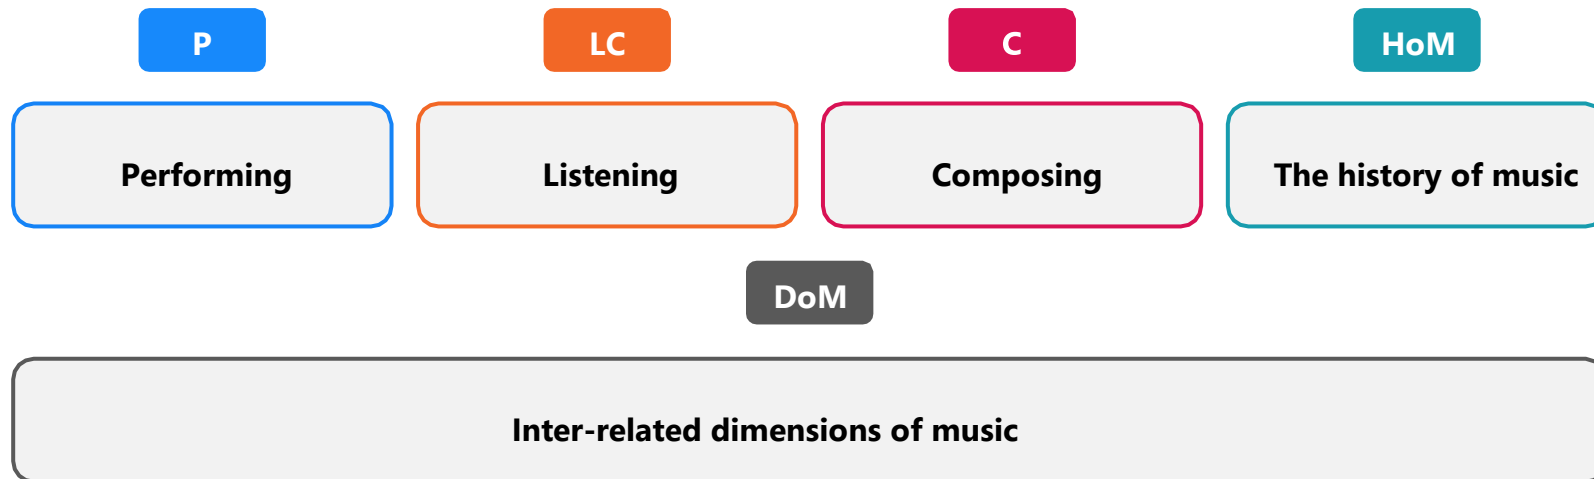 P
LC
C
HoM
Performing
Listening
Composing
The history of music
DoM
Inter-related dimensions of music